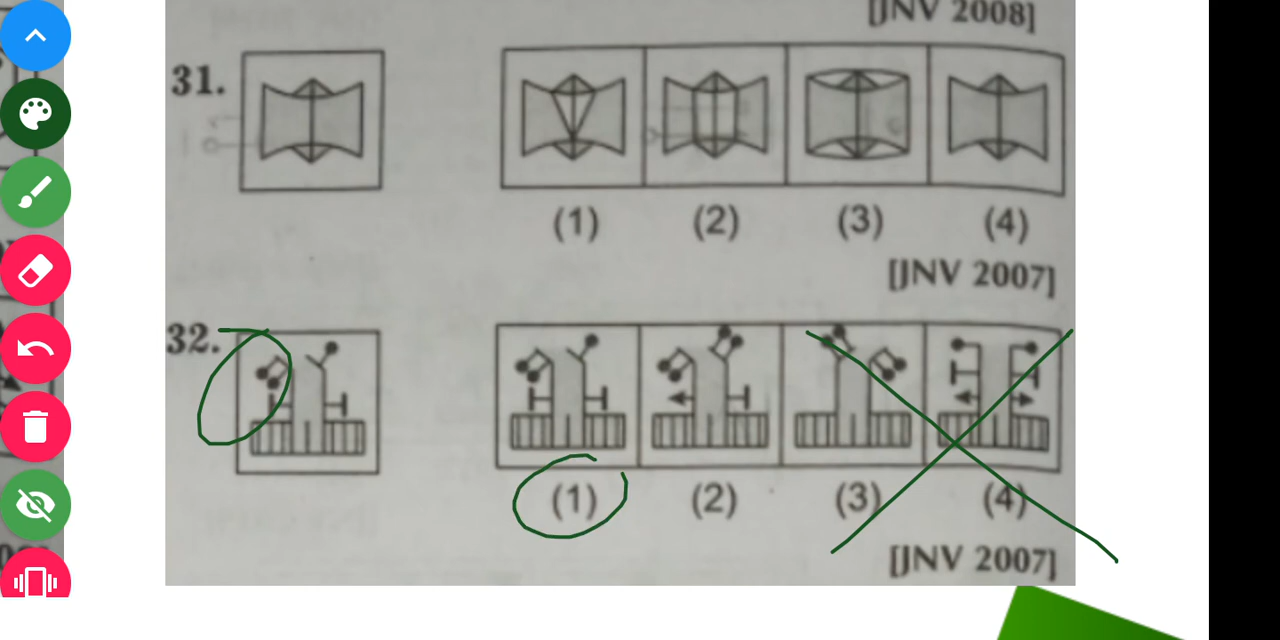 [JNV 2008]
31.
(1) (2) (3) (4)
[JNV 2007]
32.
(1) (2) (3) (4)
[JNV 2007]